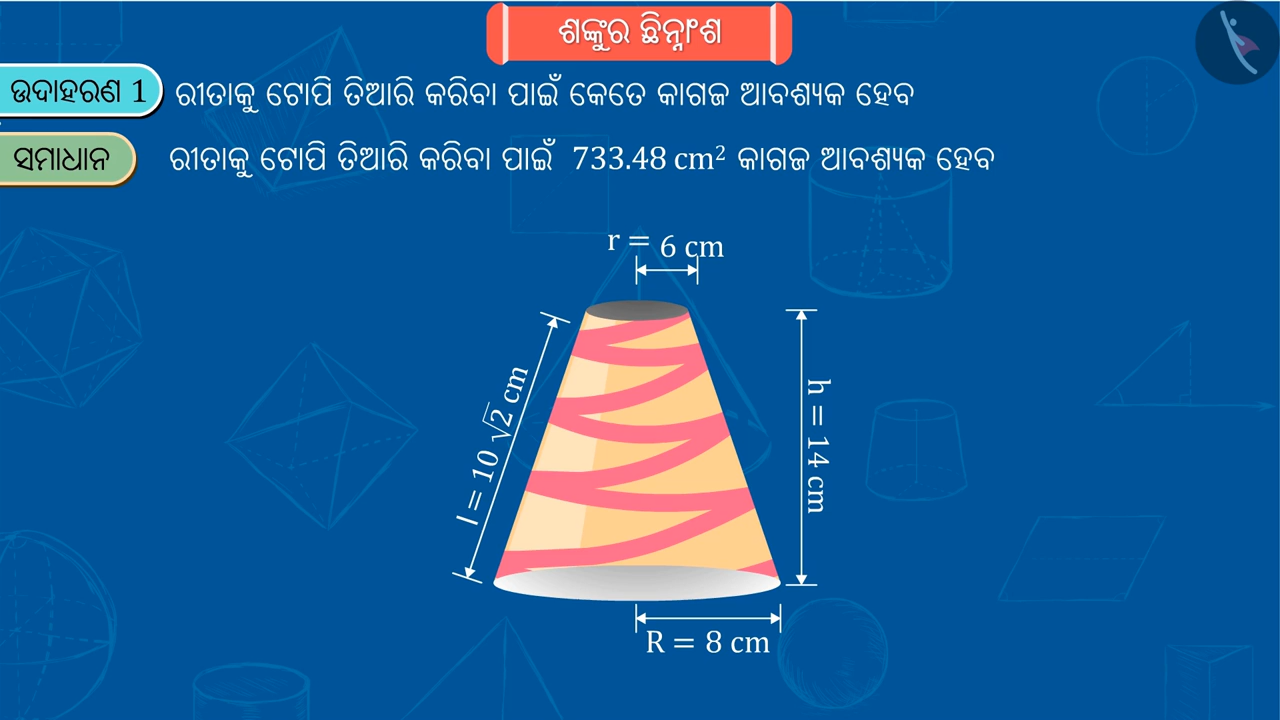 ଶଙ୍କୁର ଛିନ୍ନାଂଶ
ଉଦାହରଣ 1 ରୀତାକୁ ଟୋପି ତିଆରି କରିବା ପାଇଁ କେତେ କାଗଜ ଆବଶ୍ୟକ ହେବ
ସମାଧାନ ରୀତାକୁ ଟୋପି ତିଆରି କରିବା ପାଇଁ 733.48 cm² କାଗଜ ଆବଶ୍ୟକ ହେବ
r = 6 cm
l = 10 √2 cm
h = 14 cm
R = 8 cm